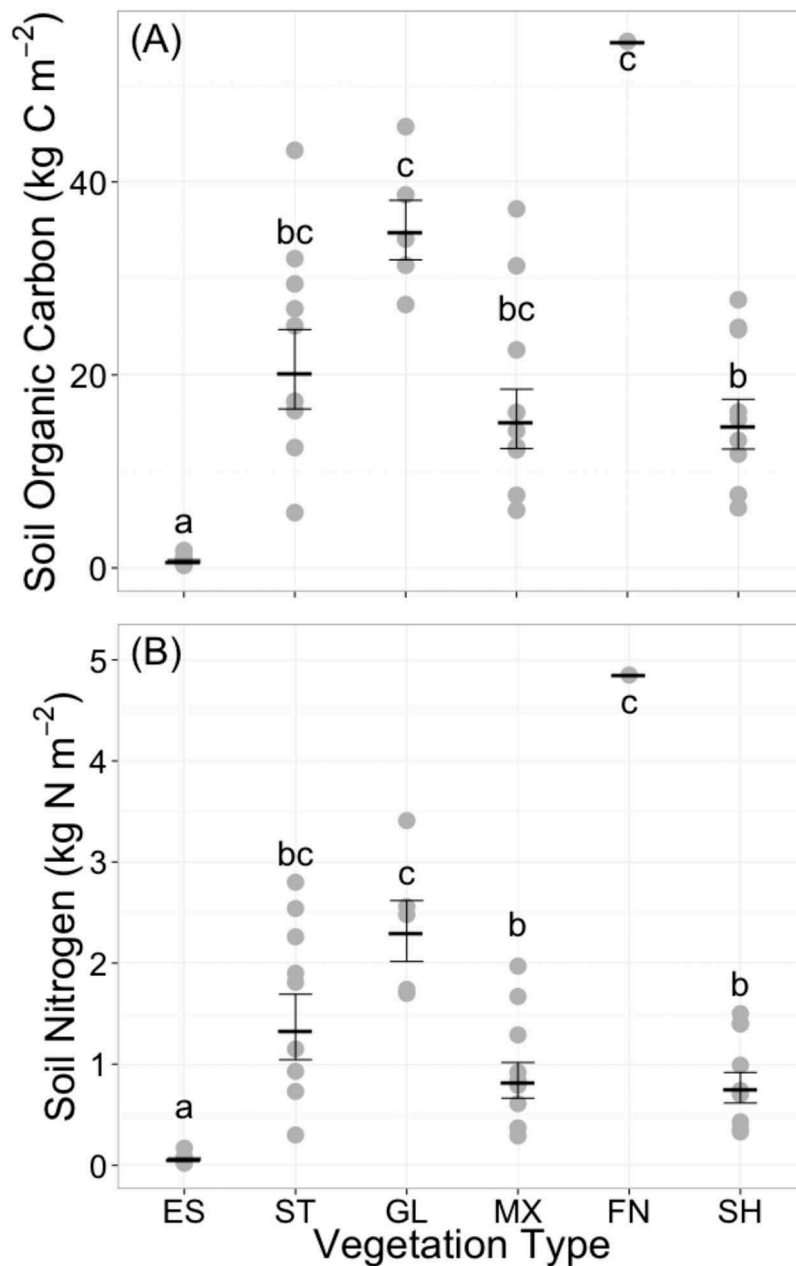 (A)
Soil Organic Carbon (kg C m⁻²)
40
20
0
a
bc
c
bc
c
b
(B)
Soil Nitrogen (kg N m⁻²)
5
4
3
2
1
0
a
bc
c
b
c
b
ES ST GL MX FN SH
Vegetation Type